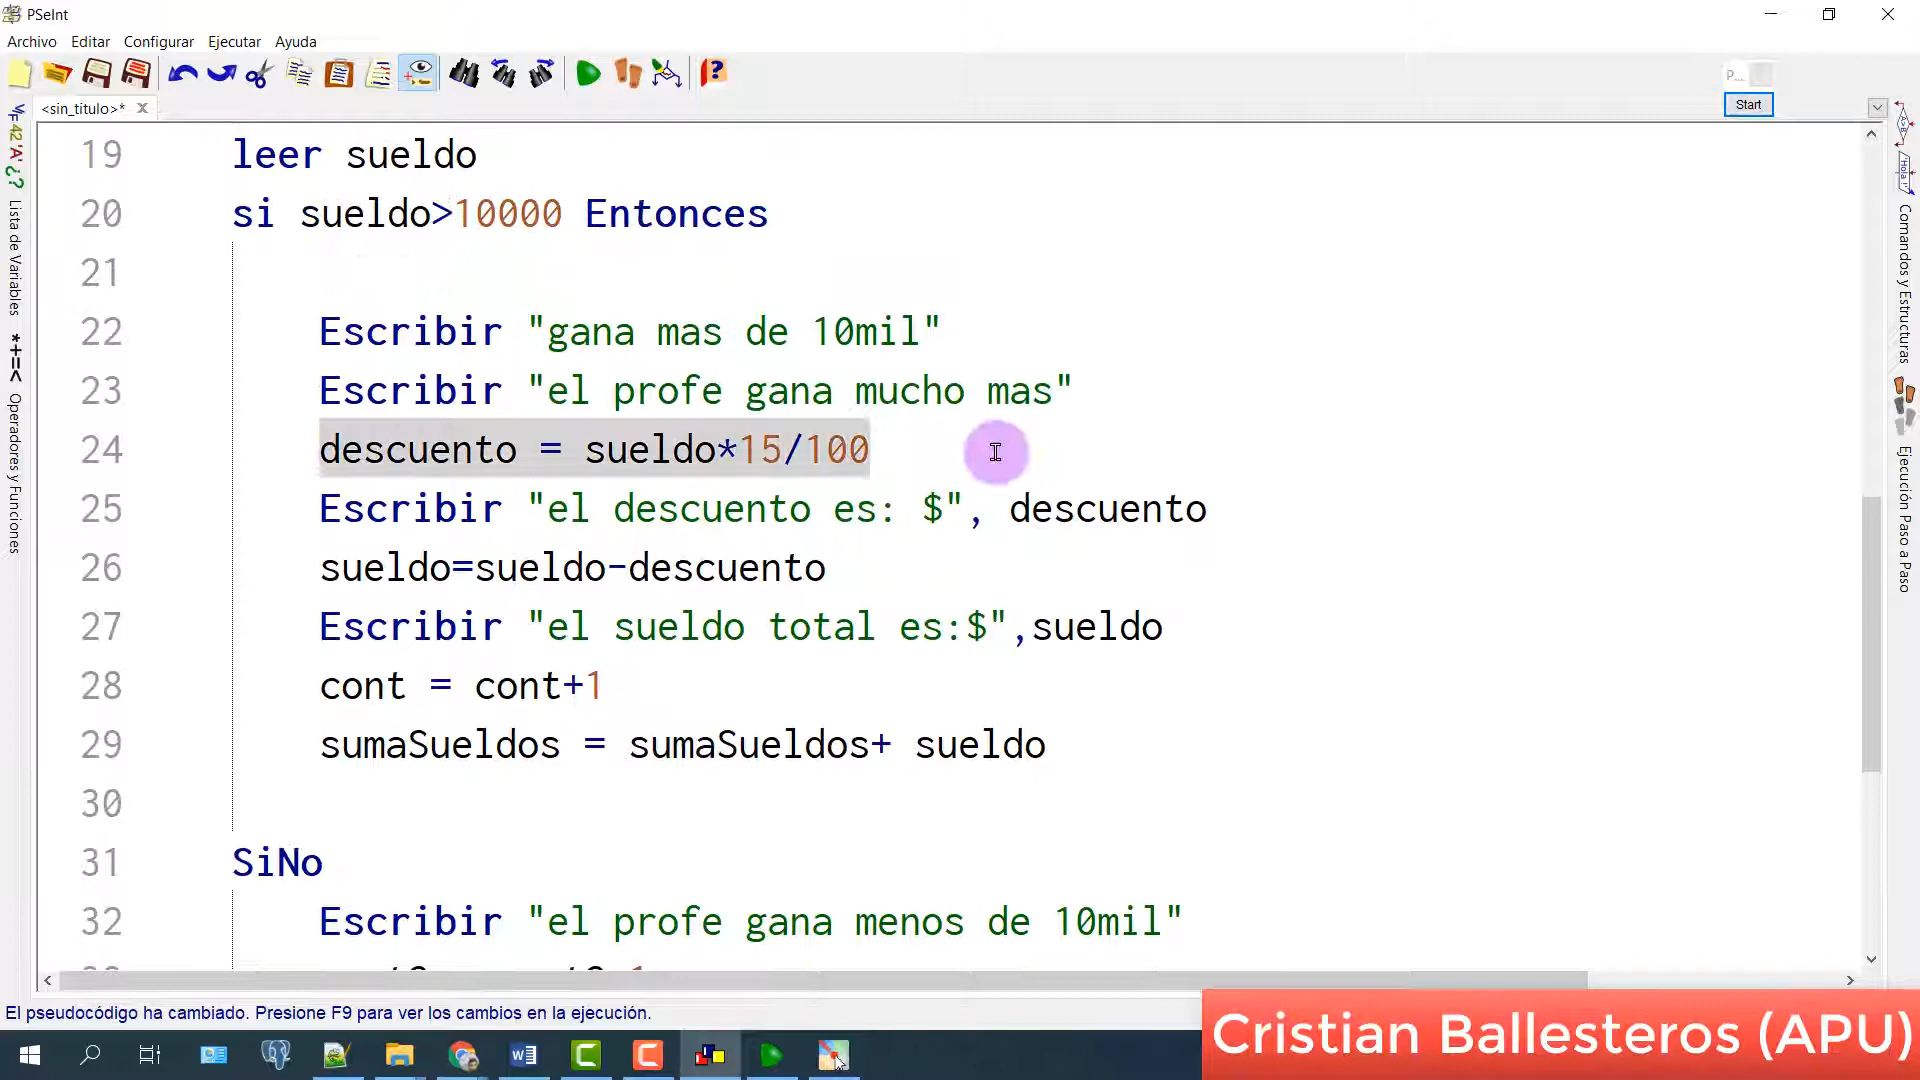 PSeInt
Archivo Editar Configurar Ejecutar Ayuda
<sin_titulo>*
P...
Start
19 leer sueldo
20 si sueldo>10000 Entonces
21
22 Escribir "gana mas de 10mil"
23 Escribir "el profe gana mucho mas"
24 descuento = sueldo*15/100
25 Escribir "el descuento es: $", descuento
26 sueldo=sueldo-descuento
27 Escribir "el sueldo total es:$",sueldo
28 cont = cont+1
29 sumaSueldos = sumaSueldos+ sueldo
30
31 SiNo
32 Escribir "el profe gana menos de 10mil"
Lista de Variables
*+=< Operadores y Funciones
Comandos y Estructuras
Ejecución Paso a Paso
El pseudocódigo ha cambiado. Presione F9 para ver los cambios en la ejecución.
Cristian Ballesteros (APU)